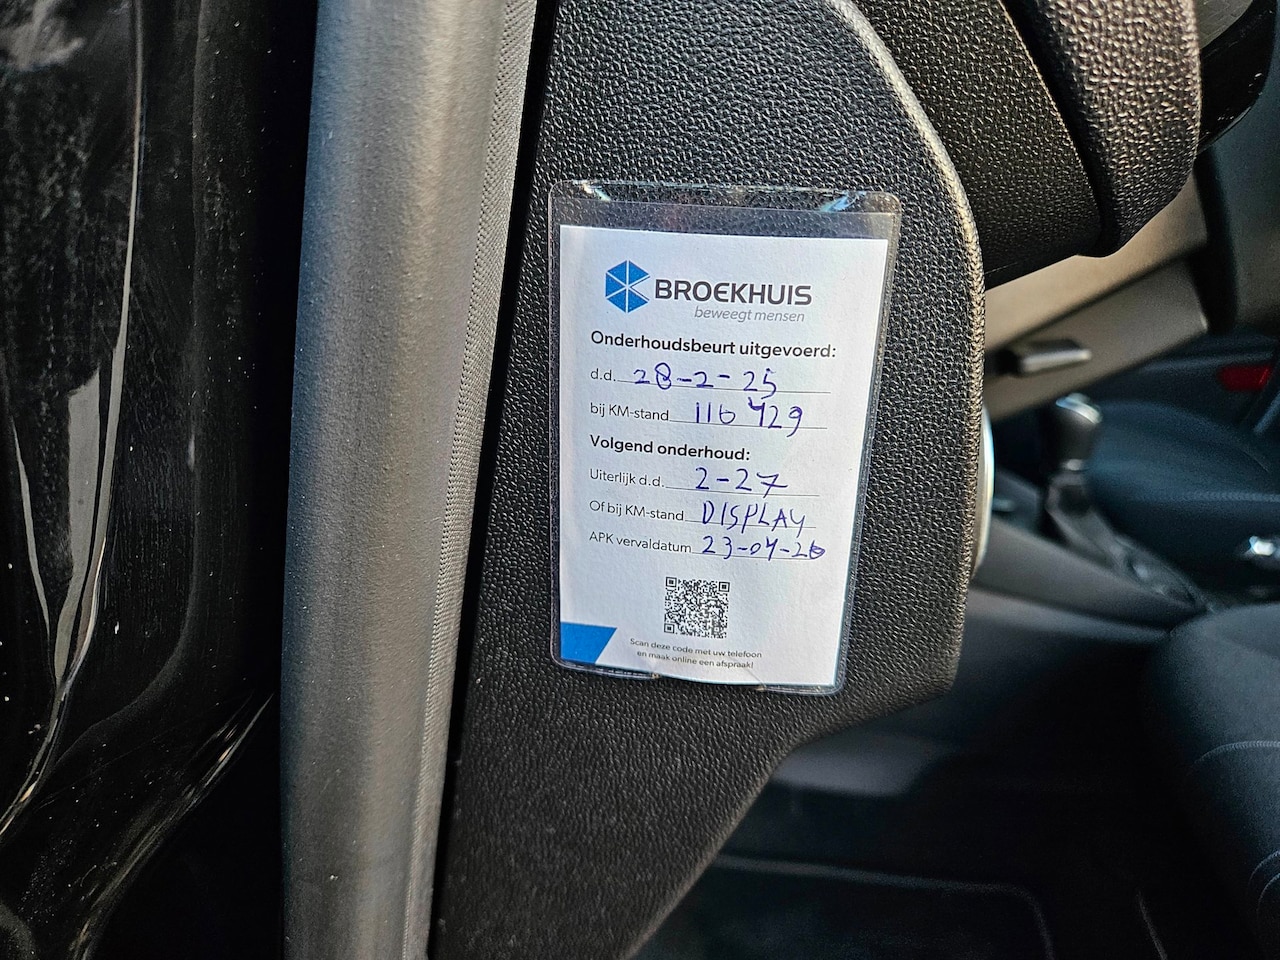 BROEKHUIS
beweegt mensen
Onderhoudsbeurt uitgevoerd:
d.d. 28-2-25
bij KM-stand 116429
Volgend onderhoud:
Uiterlijk d.d. 2-27
Of bij KM-stand DISPLAY
APK vervaldatum 23-04-26
Scan deze code met uw telefoon
en maak online een afspraak!